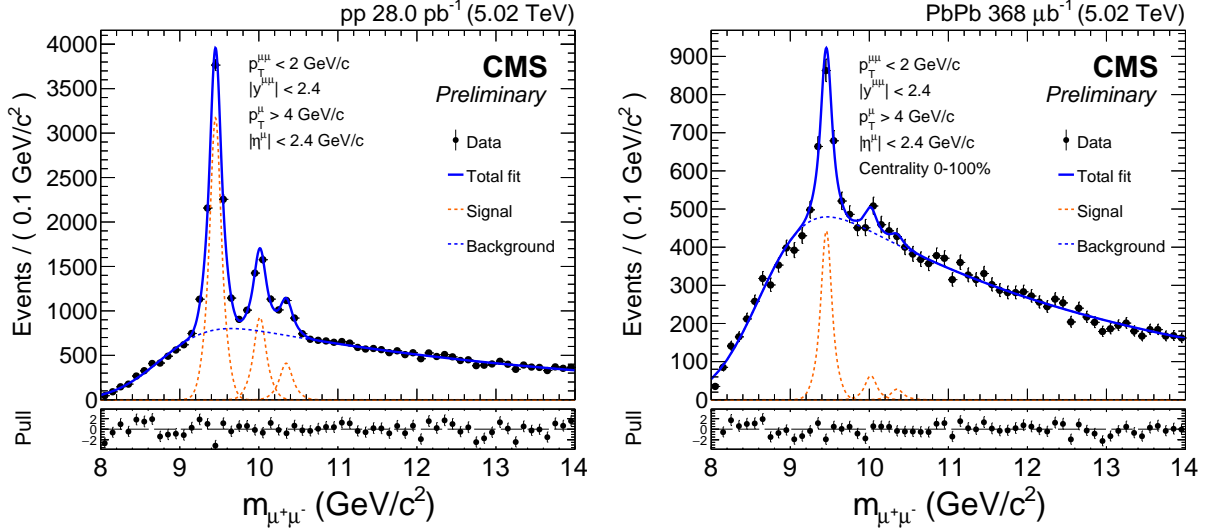 pp 28.0 pb⁻¹ (5.02 TeV)
Events / ( 0.1 GeV/c² )
4000
3500
3000
2500
2000
1500
1000
500
0
p_T^μμ < 2 GeV/c
|y^μμ| < 2.4
p_T^μ > 4 GeV/c
|η^μ| < 2.4 GeV/c
CMS
Preliminary
Data
Total fit
Signal
Background
Pull
2
0
−2
8 9 10 11 12 13 14
m_μ⁺μ⁻ (GeV/c²)
PbPb 368 μb⁻¹ (5.02 TeV)
Events / ( 0.1 GeV/c² )
900
800
700
600
500
400
300
200
100
0
p_T^μμ < 2 GeV/c
|y^μμ| < 2.4
p_T^μ > 4 GeV/c
|η^μ| < 2.4 GeV/c
Centrality 0-100%
CMS
Preliminary
Data
Total fit
Signal
Background
Pull
2
0
−2
8 9 10 11 12 13 14
m_μ⁺μ⁻ (GeV/c²)